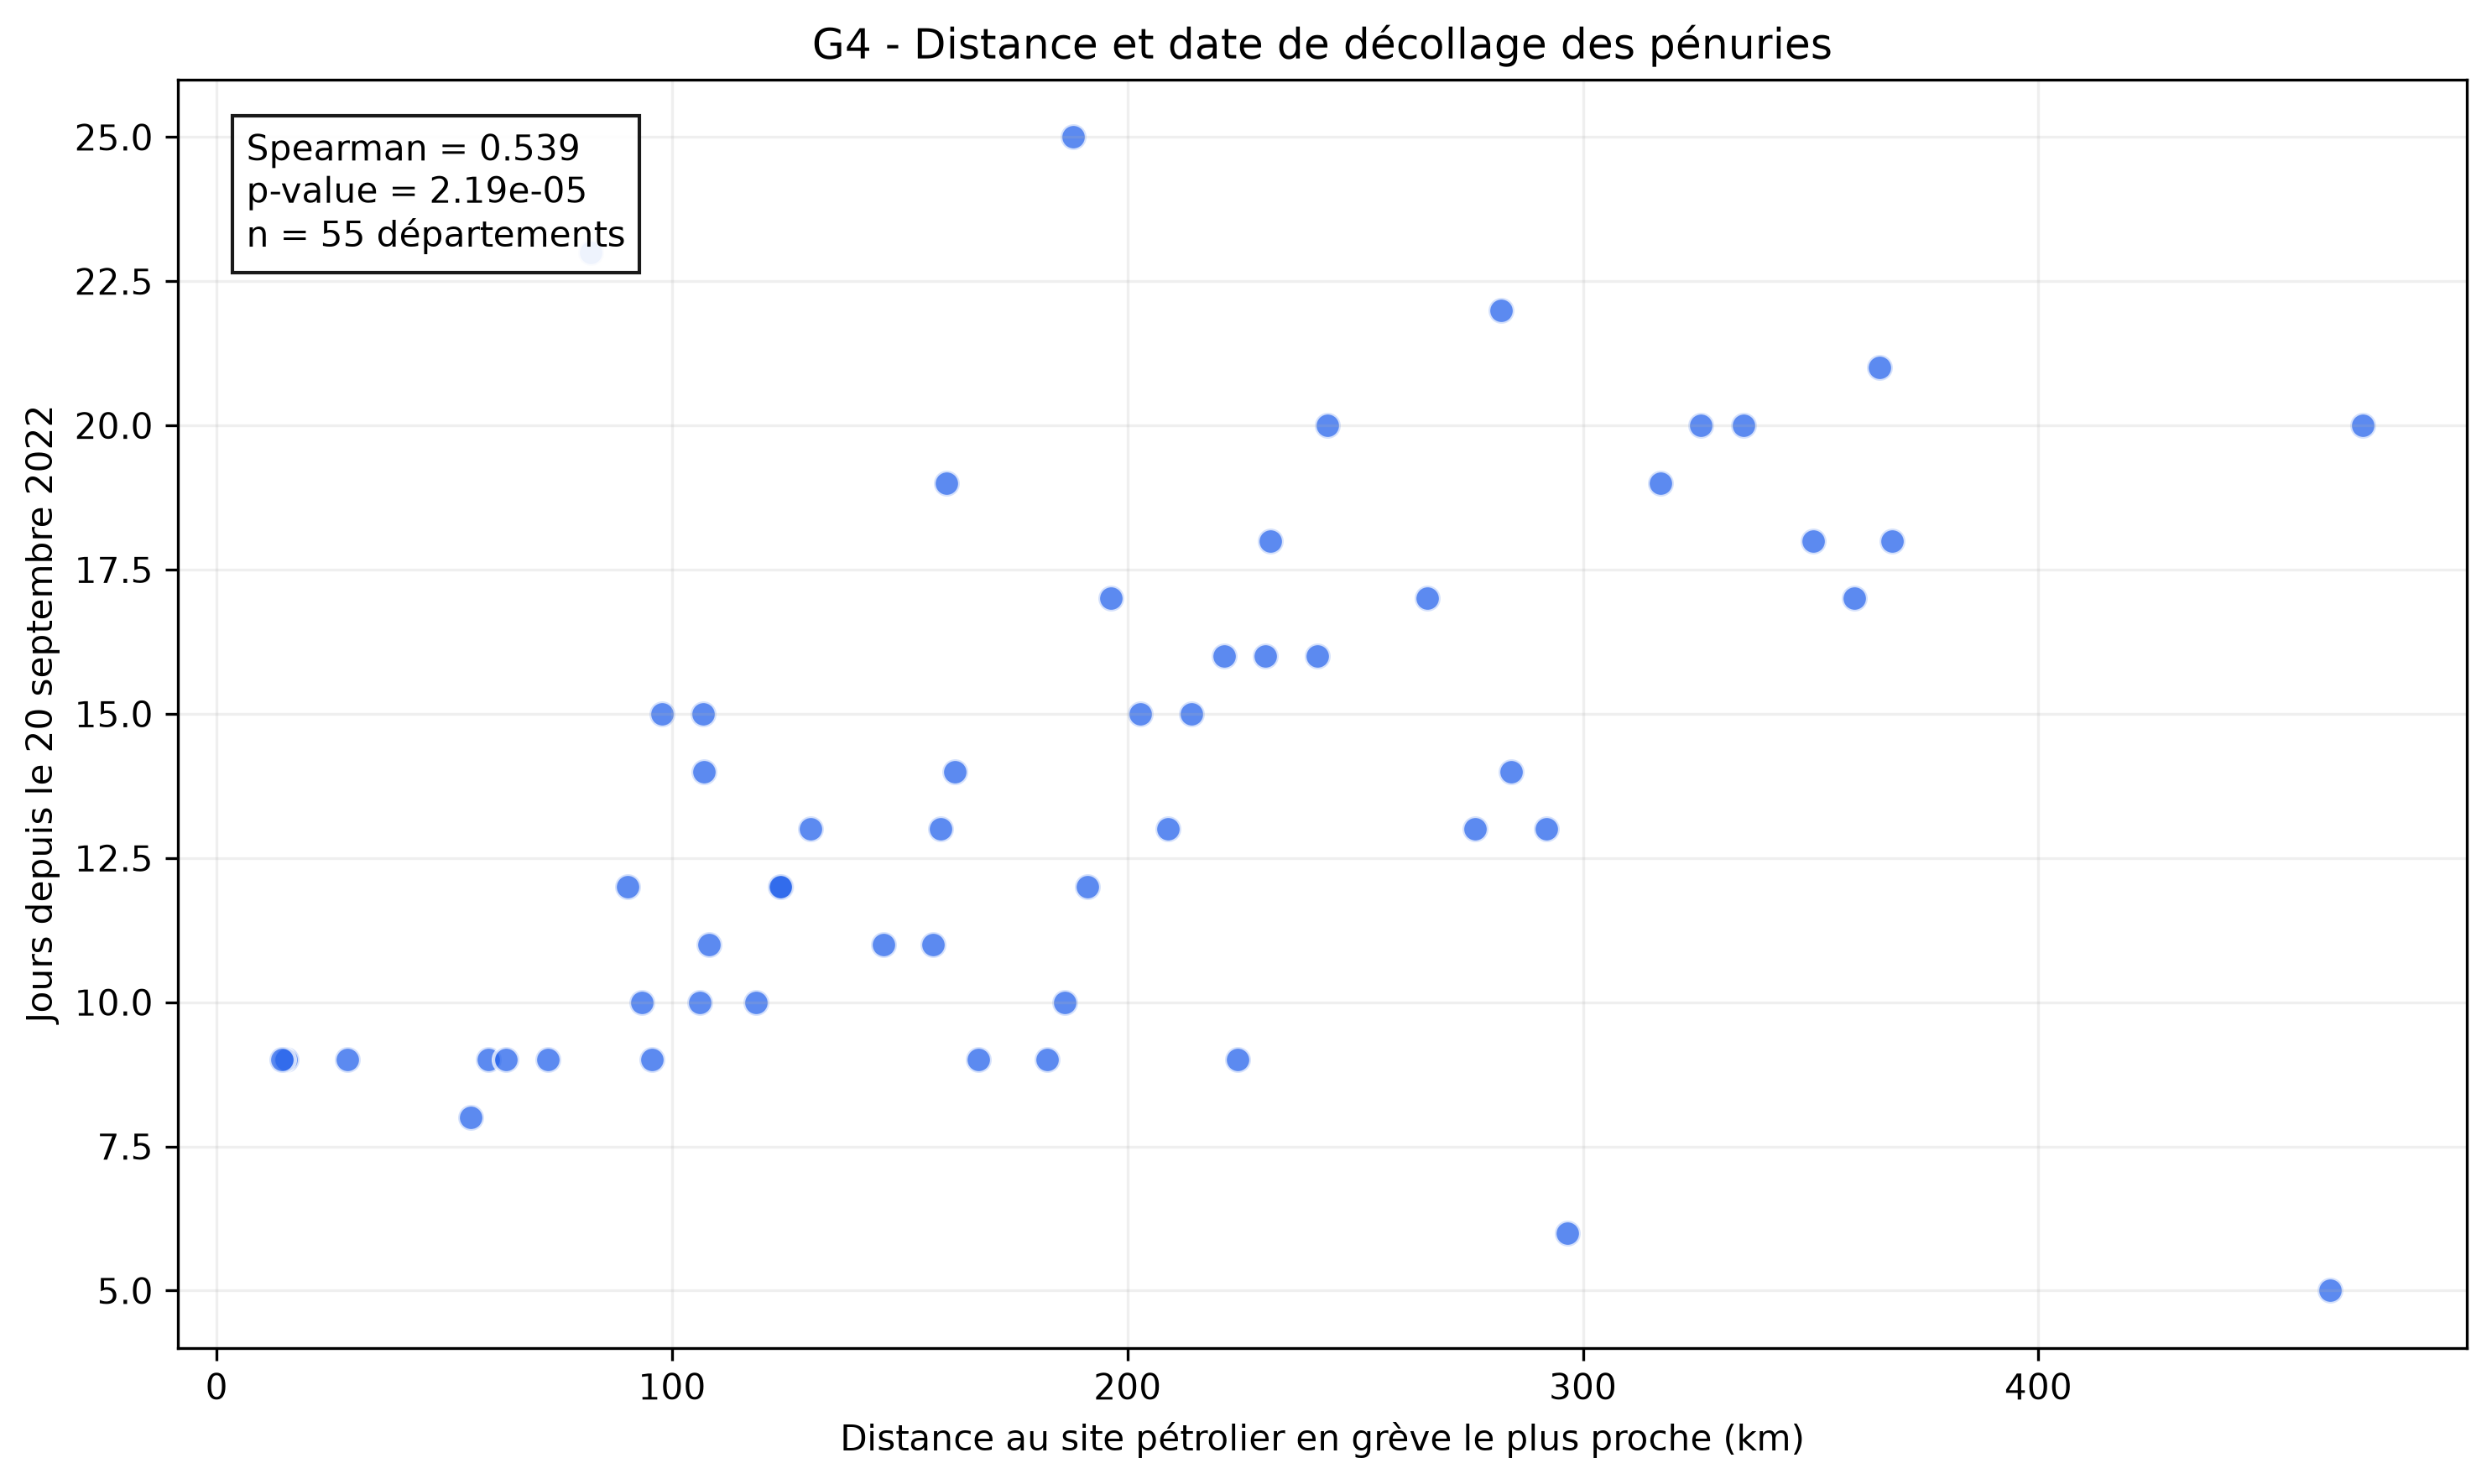 G4 - Distance et date de décollage des pénuries
Spearman = 0.539
p-value = 2.19e-05
n = 55 départements
Jours depuis le 20 septembre 2022
25.0
22.5
20.0
17.5
15.0
12.5
10.0
7.5
5.0
0 100 200 300 400
Distance au site pétrolier en grève le plus proche (km)